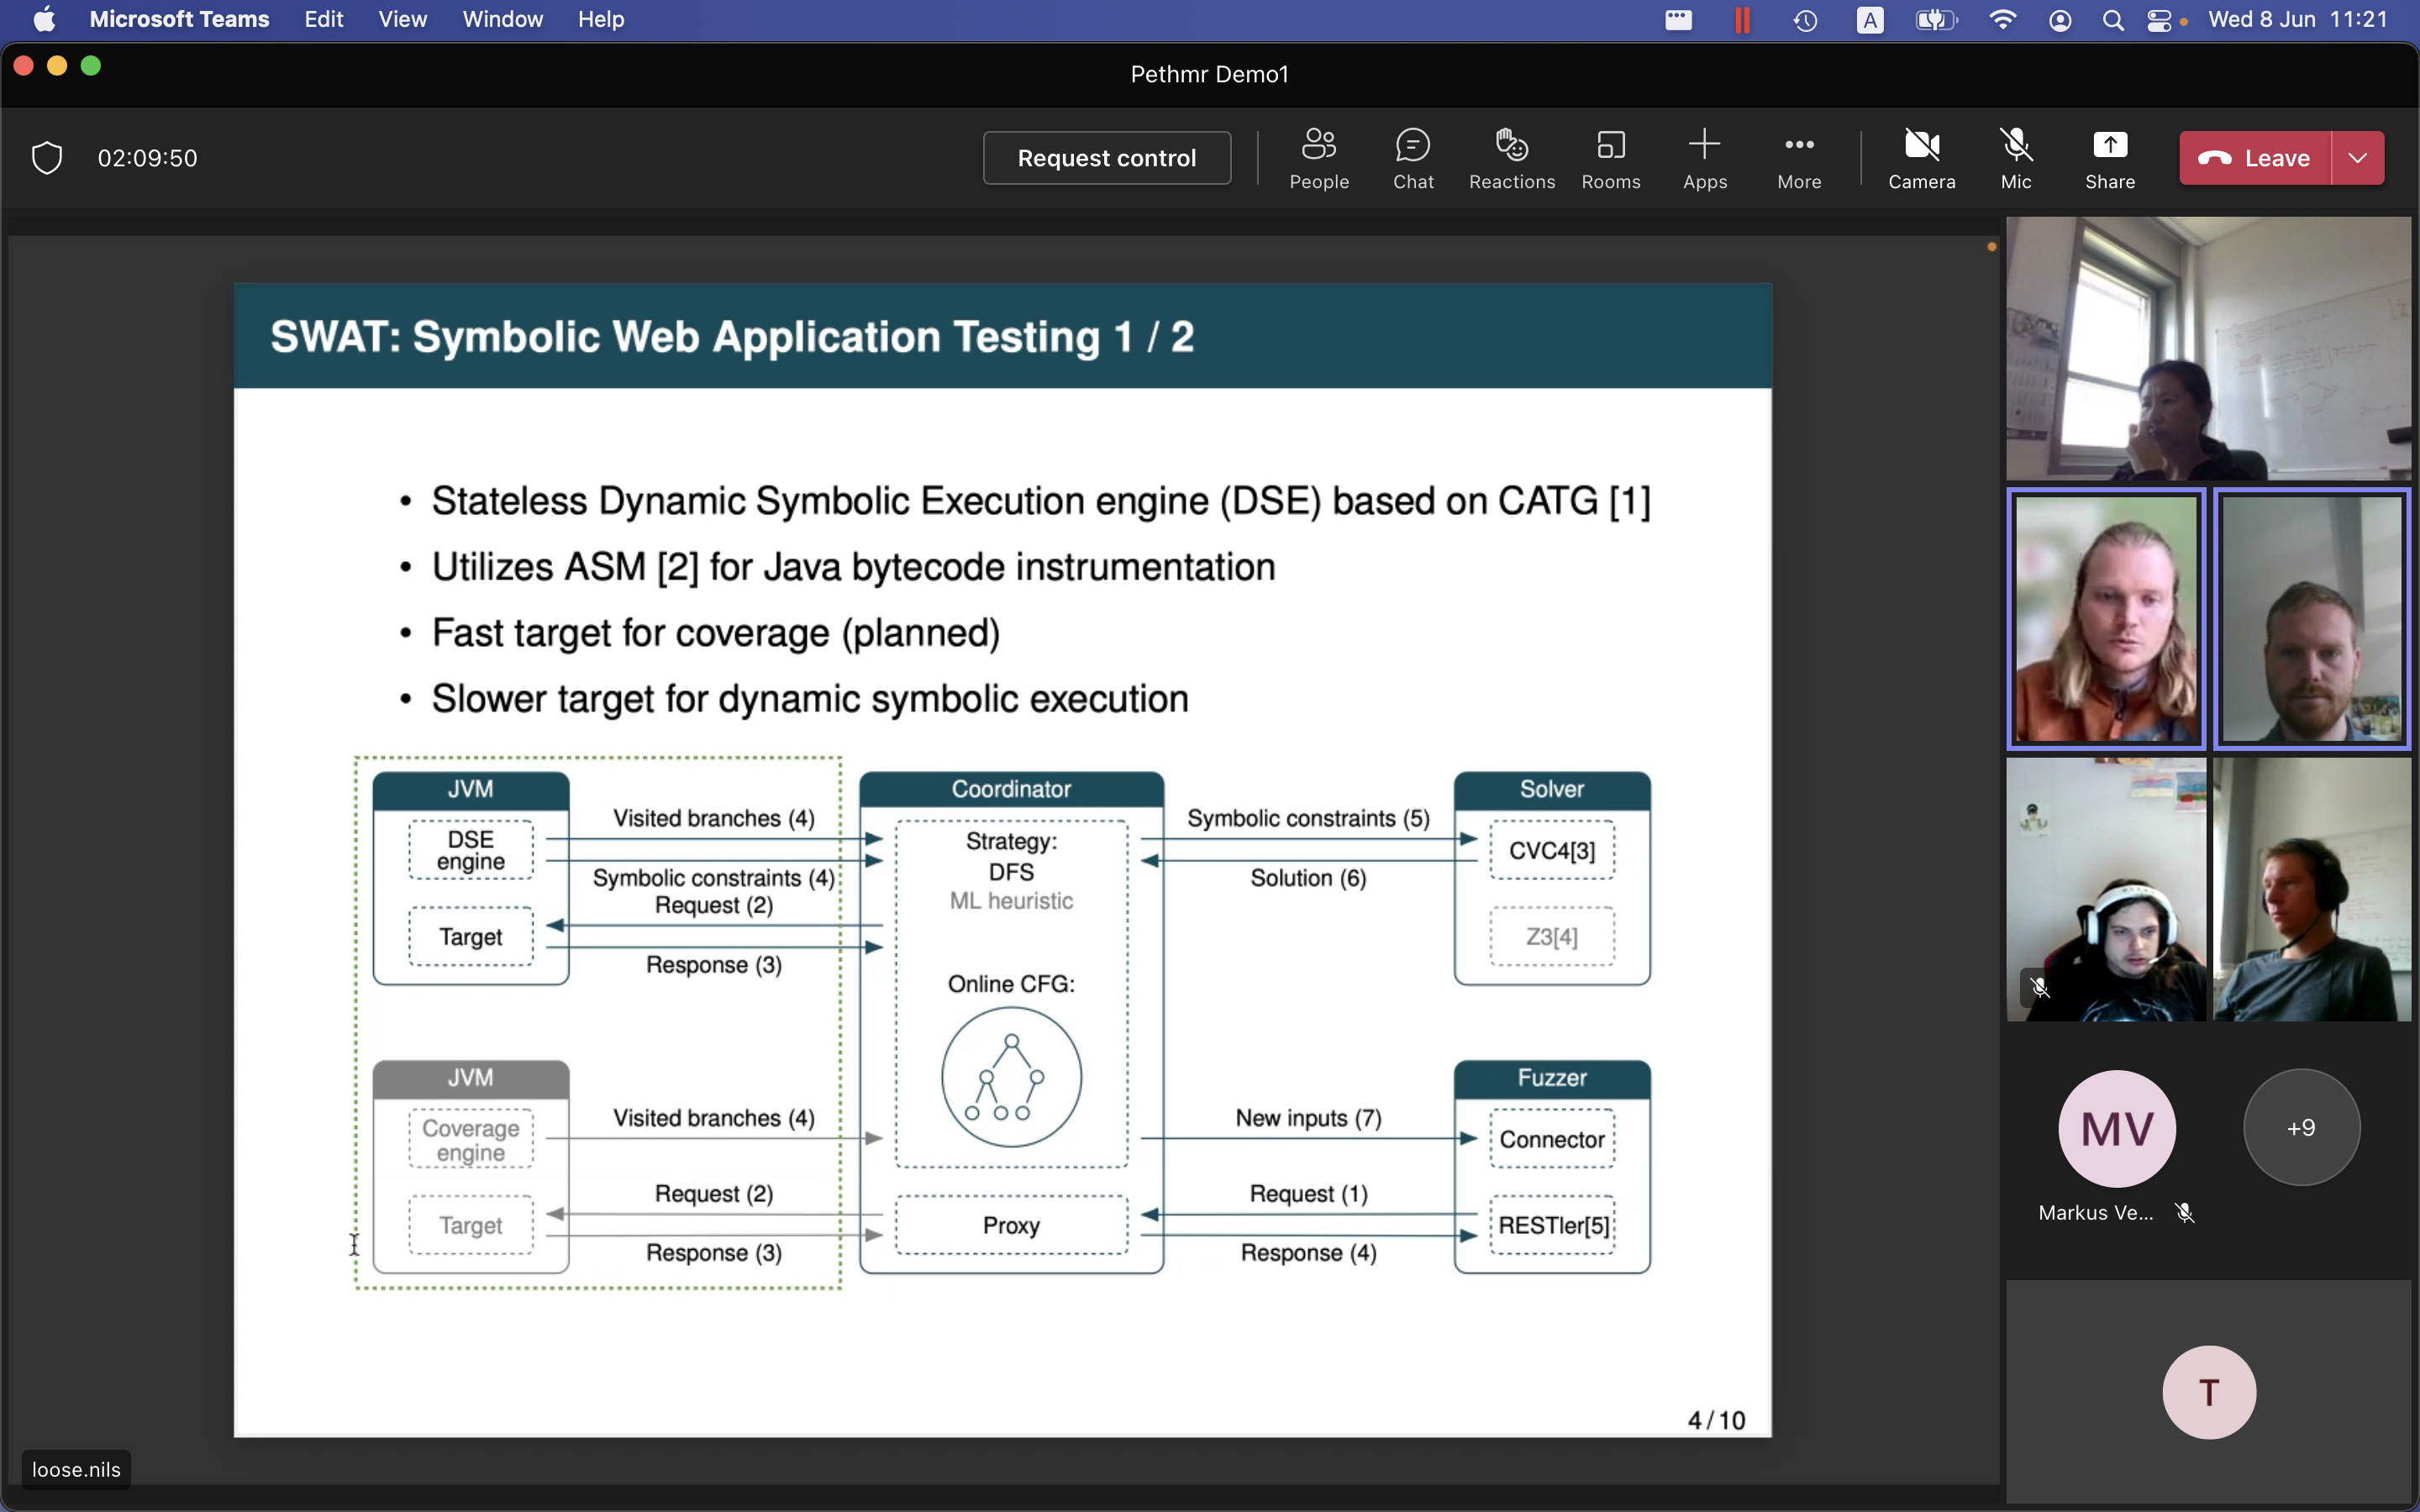 Microsoft Teams Edit View Window Help A Wed 8 Jun 11:21
Pethmr Demo1
02:09:50 Request control People Chat Reactions Rooms Apps More Camera Mic Share Leave
SWAT: Symbolic Web Application Testing 1 / 2
• Stateless Dynamic Symbolic Execution engine (DSE) based on CATG [1]
• Utilizes ASM [2] for Java bytecode instrumentation
• Fast target for coverage (planned)
• Slower target for dynamic symbolic execution
JVM
DSE
engine
Target
Visited branches (4)
Symbolic constraints (4)
Request (2)
Response (3)
Coordinator
Strategy:
DFS
ML heuristic
Online CFG:
Proxy
Symbolic constraints (5)
Solution (6)
Solver
CVC4[3]
Z3[4]
JVM
Coverage
engine
Target
Visited branches (4)
Request (2)
Response (3)
New inputs (7)
Request (1)
Response (4)
Fuzzer
Connector
RESTler[5]
4 / 10
loose.nils
MV
+9
Markus Ve...
T